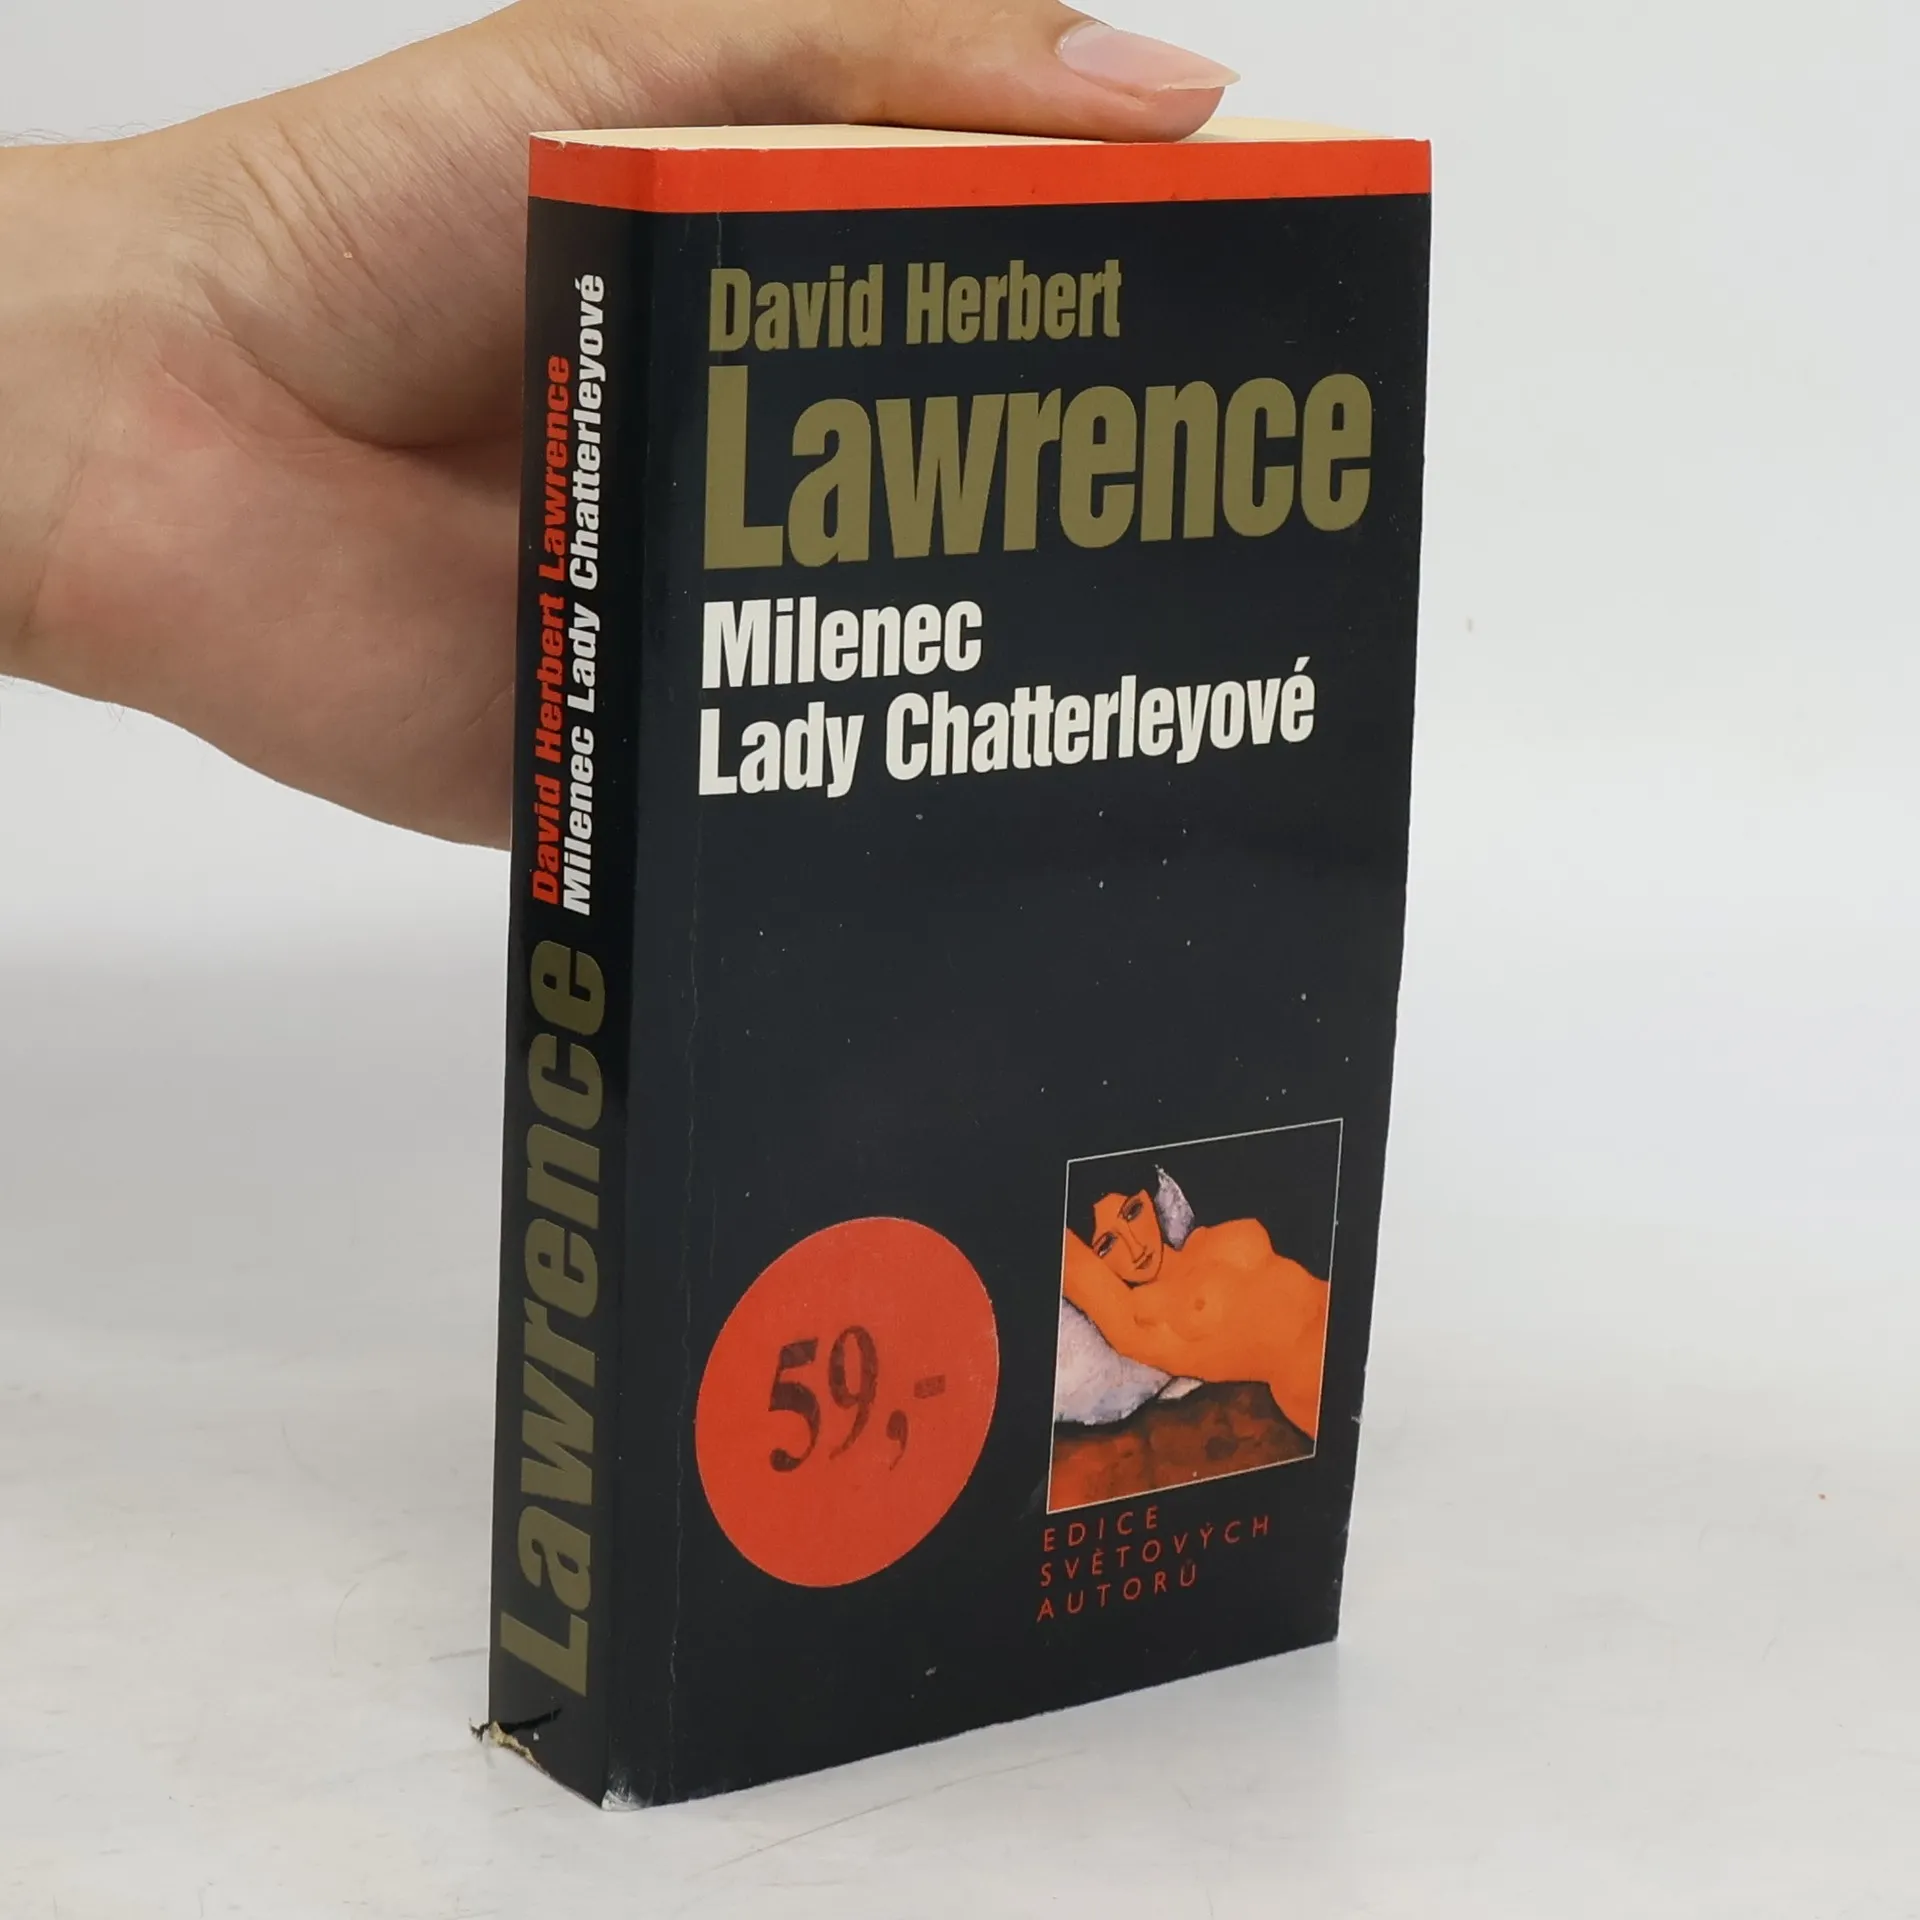 David Herbert
Lawrence
Milenec
Lady Chatterleyové
59,-
EDICE
SVĚTOVÝCH
AUTORŮ
Lawrence
David Herbert Lawrence
Milenec Lady Chatterleyové